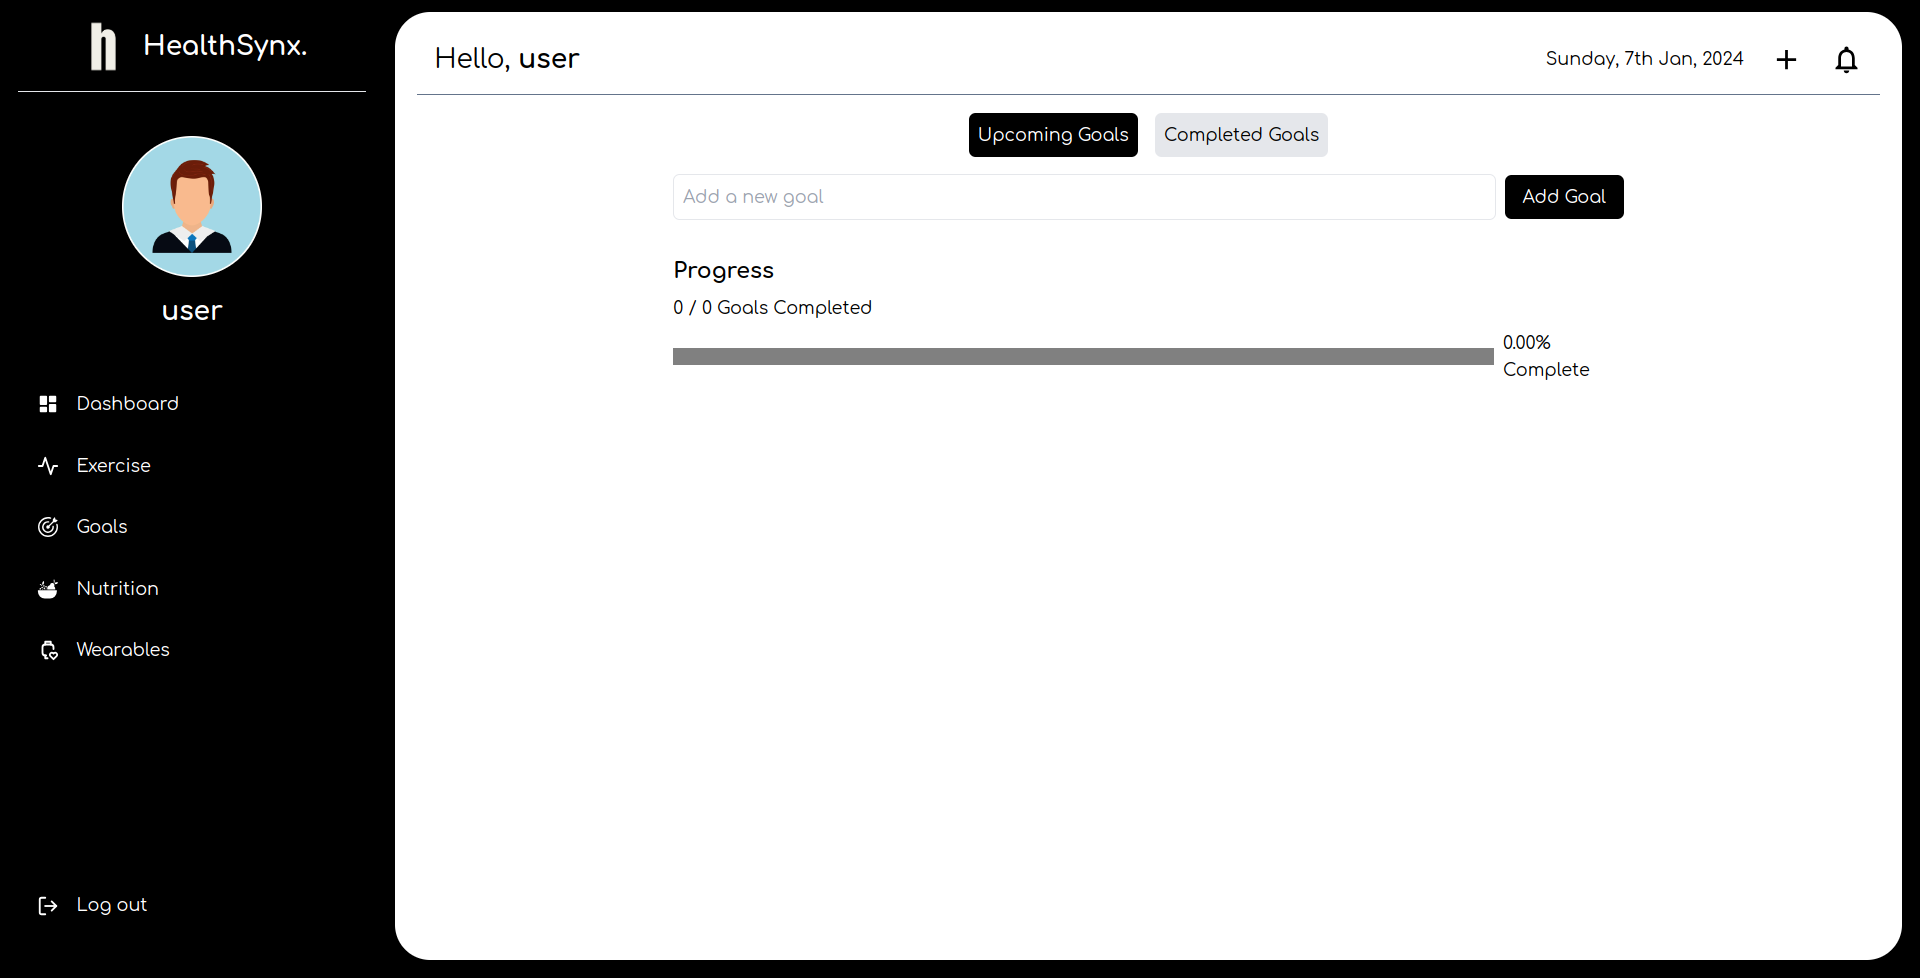 h HealthSynx.
user
Dashboard
Exercise
Goals
Nutrition
Wearables
Log out
Hello, user
Sunday, 7th Jan, 2024
Upcoming Goals
Completed Goals
Add a new goal
Add Goal
Progress
0 / 0 Goals Completed
0.00%
Complete